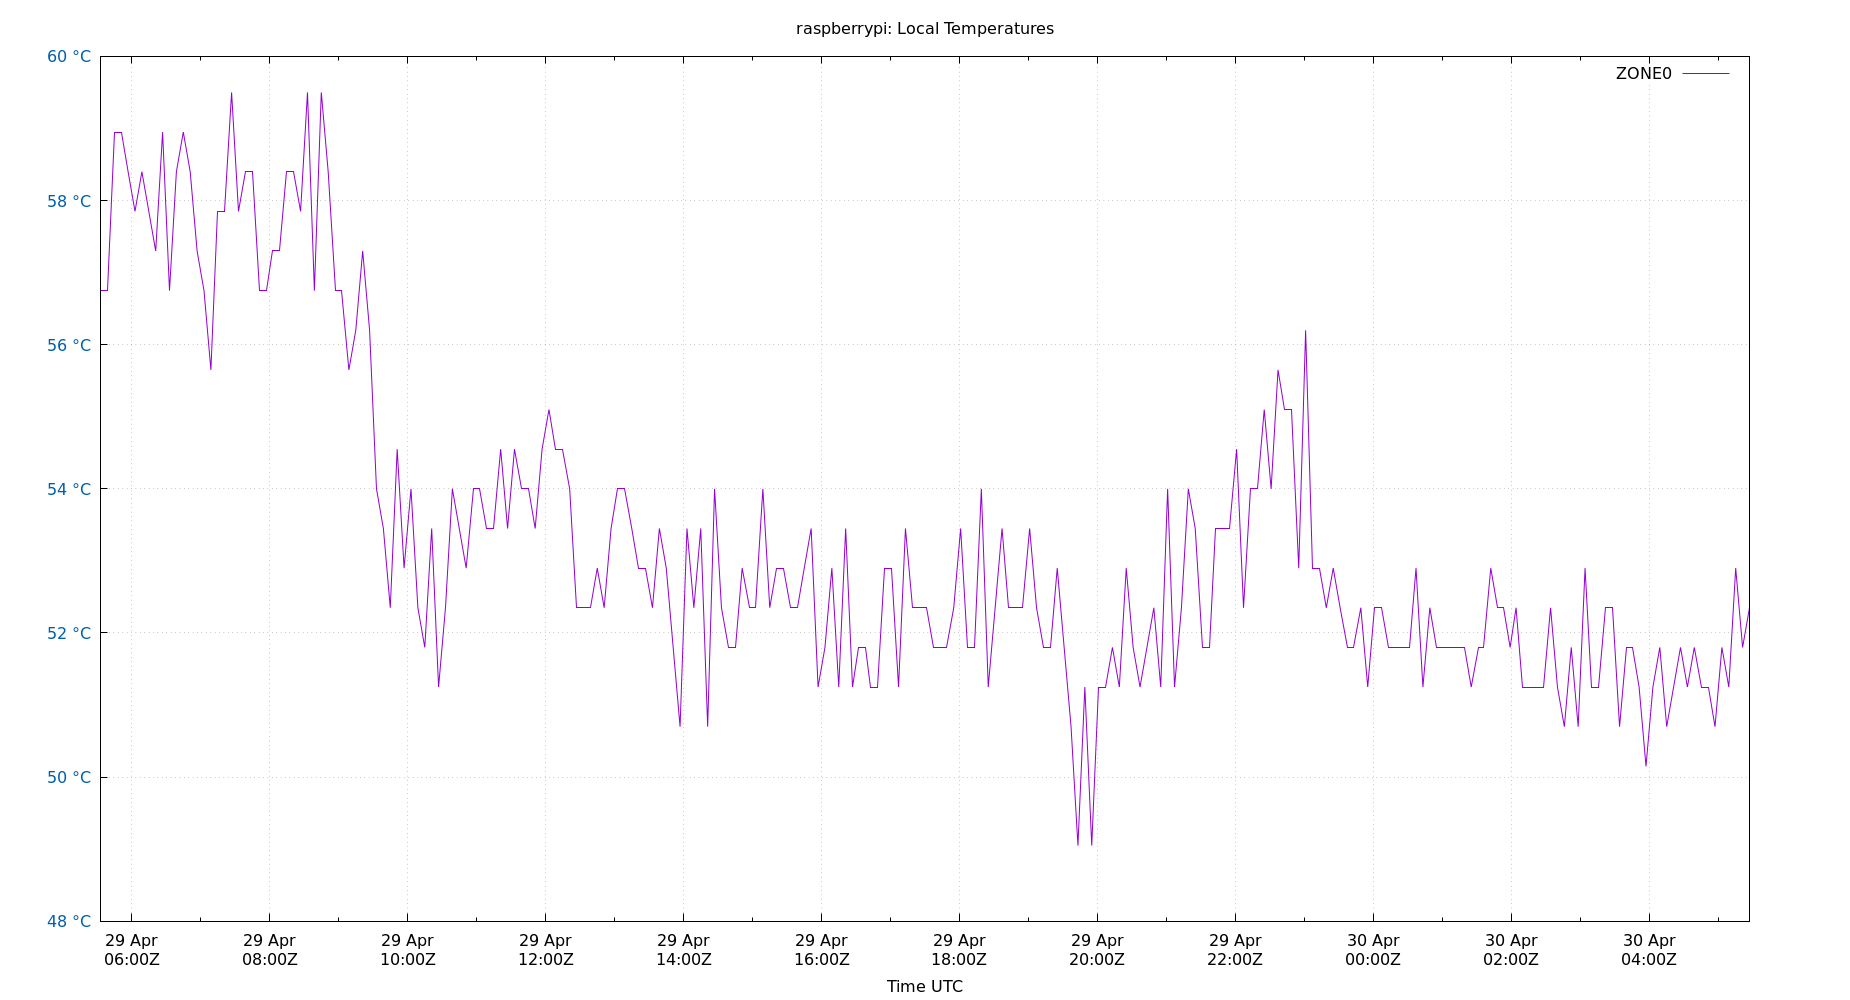 raspberrypi: Local Temperatures
60 °C
ZONE0
58 °C
56 °C
54 °C
52 °C
50 °C
48 °C
29 Apr 29 Apr 29 Apr 29 Apr 29 Apr 29 Apr 29 Apr 29 Apr 29 Apr 30 Apr 30 Apr 30 Apr
06:00Z 08:00Z 10:00Z 12:00Z 14:00Z 16:00Z 18:00Z 20:00Z 22:00Z 00:00Z 02:00Z 04:00Z
Time UTC